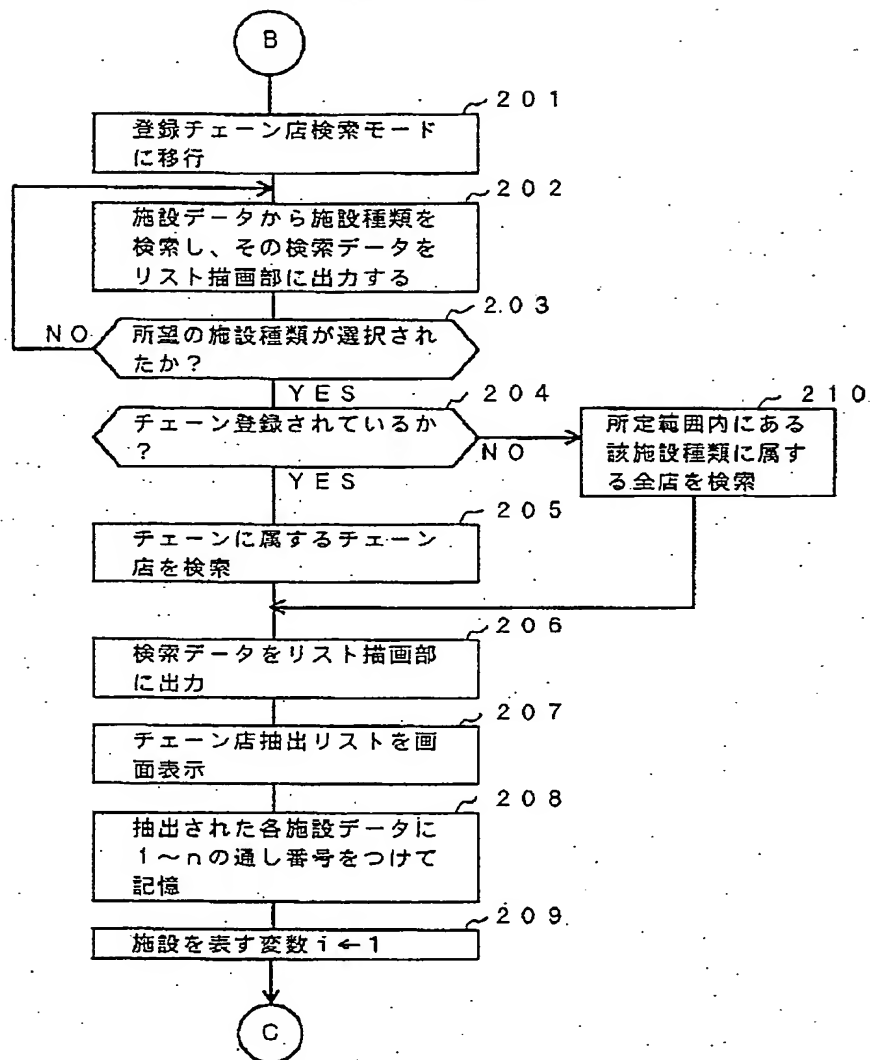 B
201
登録チェーン店検索モード
に移行
202
施設データから施設種類を
検索し、その検索データを
リスト描画部に出力する
203
NO
所望の施設種類が選択され
たか？
YES
204
チェーン登録されているか
？
NO
YES
210
所定範囲内にある
該施設種類に属す
る全店を検索
205
チェーンに属するチェーン
店を検索
206
検索データをリスト描画部
に出力
207
チェーン店抽出リストを画
面表示
208
抽出された各施設データに
1～nの通し番号をつけて
記憶
209
施設を表す変数i←1
C